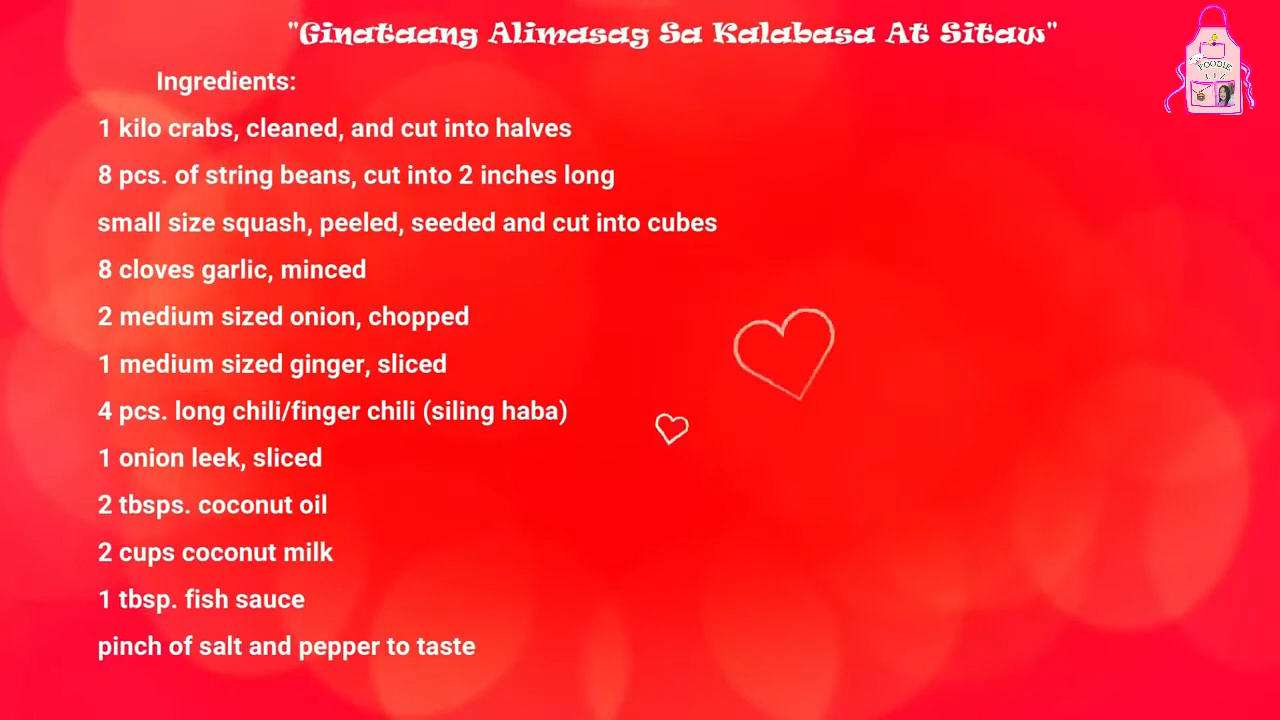 "Ginataang Alimasag Sa Kalabasa At Sitaw"
FOODIE
LIZ
Ingredients:
1 kilo crabs, cleaned, and cut into halves
8 pcs. of string beans, cut into 2 inches long
small size squash, peeled, seeded and cut into cubes
8 cloves garlic, minced
2 medium sized onion, chopped
1 medium sized ginger, sliced
4 pcs. long chili/finger chili (siling haba)
1 onion leek, sliced
2 tbsps. coconut oil
2 cups coconut milk
1 tbsp. fish sauce
pinch of salt and pepper to taste